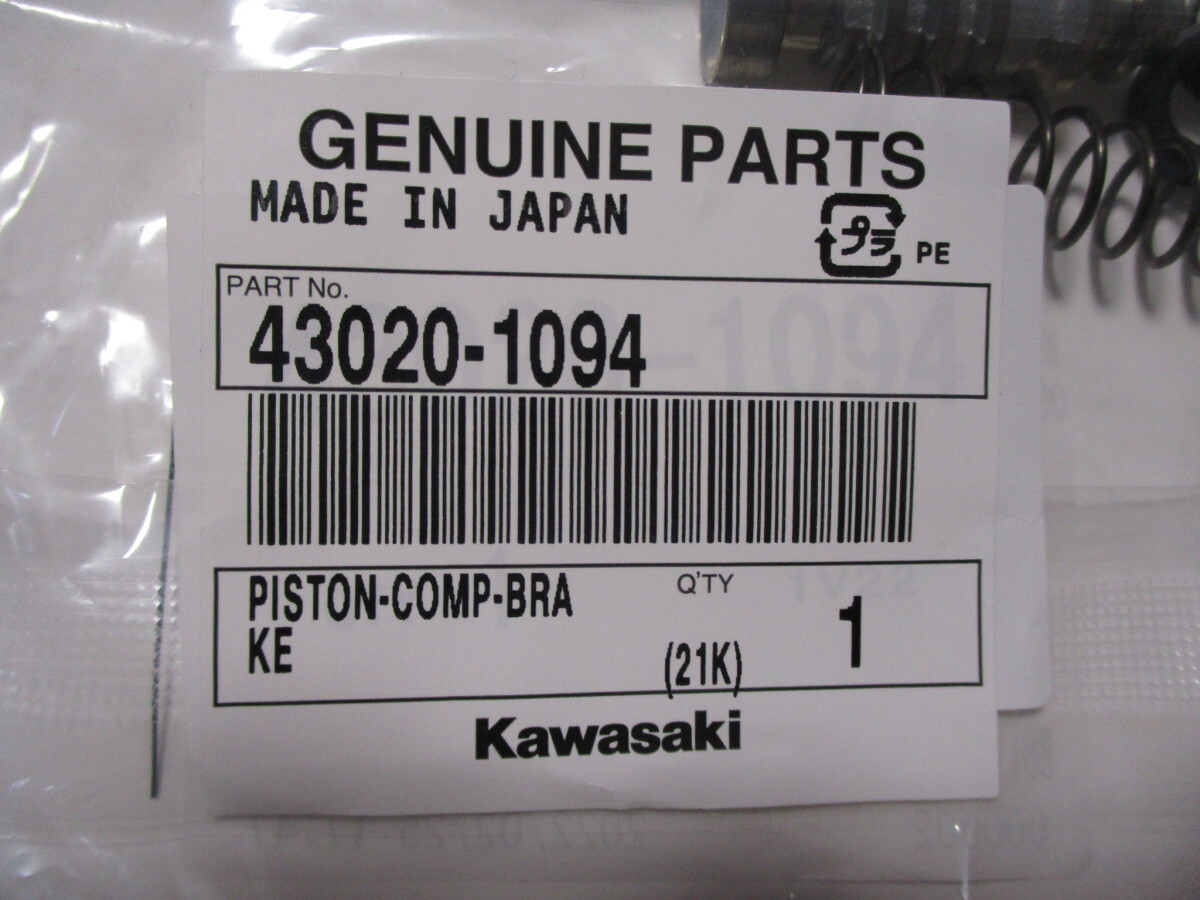 GENUINE PARTS
MADE IN JAPAN
プラ PE
PART No.
43020-1094
PISTON-COMP-BRA
KE
Q'TY
(21K)
1
Kawasaki